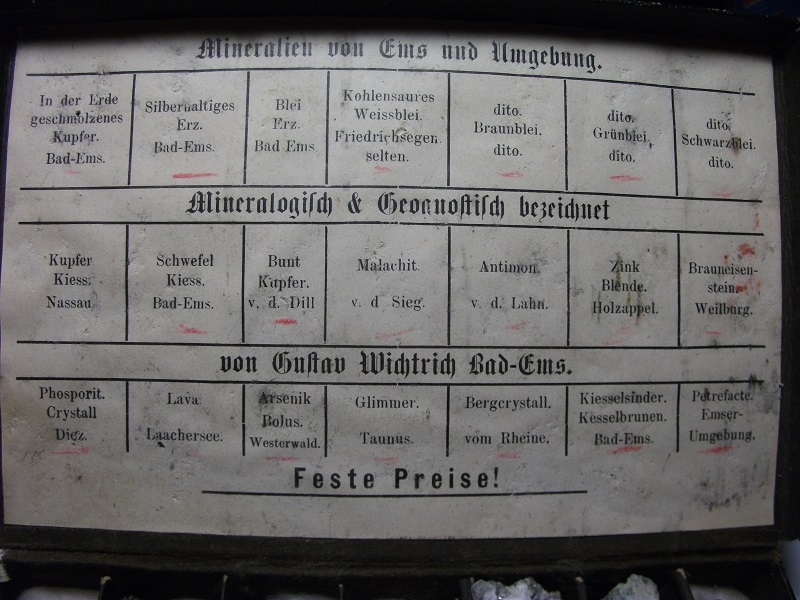 Mineralien von Ems und Umgebung.
In der Erde
geschmolzenes
Kupfer.
Bad-Ems.
Silberhaltiges
Erz.
Bad-Ems.
Blei
Erz.
Bad Ems
Kohlensaures
Weissblei.
Friedrichsegen.
selten.
dito.
Braunblei.
dito.
dito.
Grünblei.
dito.
dito.
Schwarzblei.
dito.
Mineralogisch & Geognostisch bezeichnet
Kupfer
Kiess.
Nassau.
Schwefel
Kiess.
Bad-Ems.
Bunt
Kupfer.
v. d. Dill
Malachit.
v. d Sieg.
Antimon.
v. d. Lahn.
Zink
Blende.
Holzappel.
Brauneisen-
stein.
Weilburg.
von Gustav Wichtrich Bad-Ems.
Phosporit.
Crystall
Diez.
Lava.
Laachersee.
Arsenik
Bolus.
Westerwald.
Glimmer.
Taunus.
Bergcrystall.
vom Rheine.
Kiesselsinder.
Kesselbrunen.
Bad-Ems.
Petrefacte.
Emser-
Umgebung.
Feste Preise!